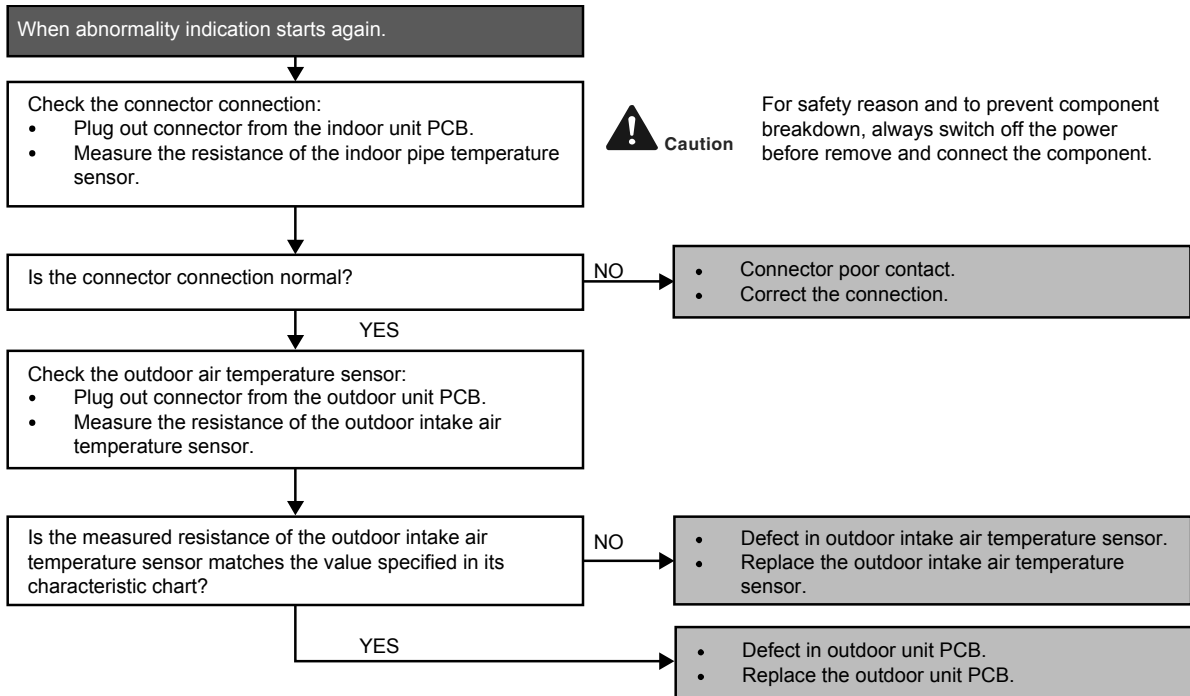 When abnormality indication starts again.
Check the connector connection:
• Plug out connector from the indoor unit PCB.
• Measure the resistance of the indoor pipe temperature
sensor.
Caution
For safety reason and to prevent component
breakdown, always switch off the power
before remove and connect the component.
Is the connector connection normal?
NO
• Connector poor contact.
• Correct the connection.
YES
Check the outdoor air temperature sensor:
• Plug out connector from the outdoor unit PCB.
• Measure the resistance of the outdoor intake air
temperature sensor.
Is the measured resistance of the outdoor intake air
temperature sensor matches the value specified in its
characteristic chart?
NO
• Defect in outdoor intake air temperature sensor.
• Replace the outdoor intake air temperature
sensor.
YES
• Defect in outdoor unit PCB.
• Replace the outdoor unit PCB.